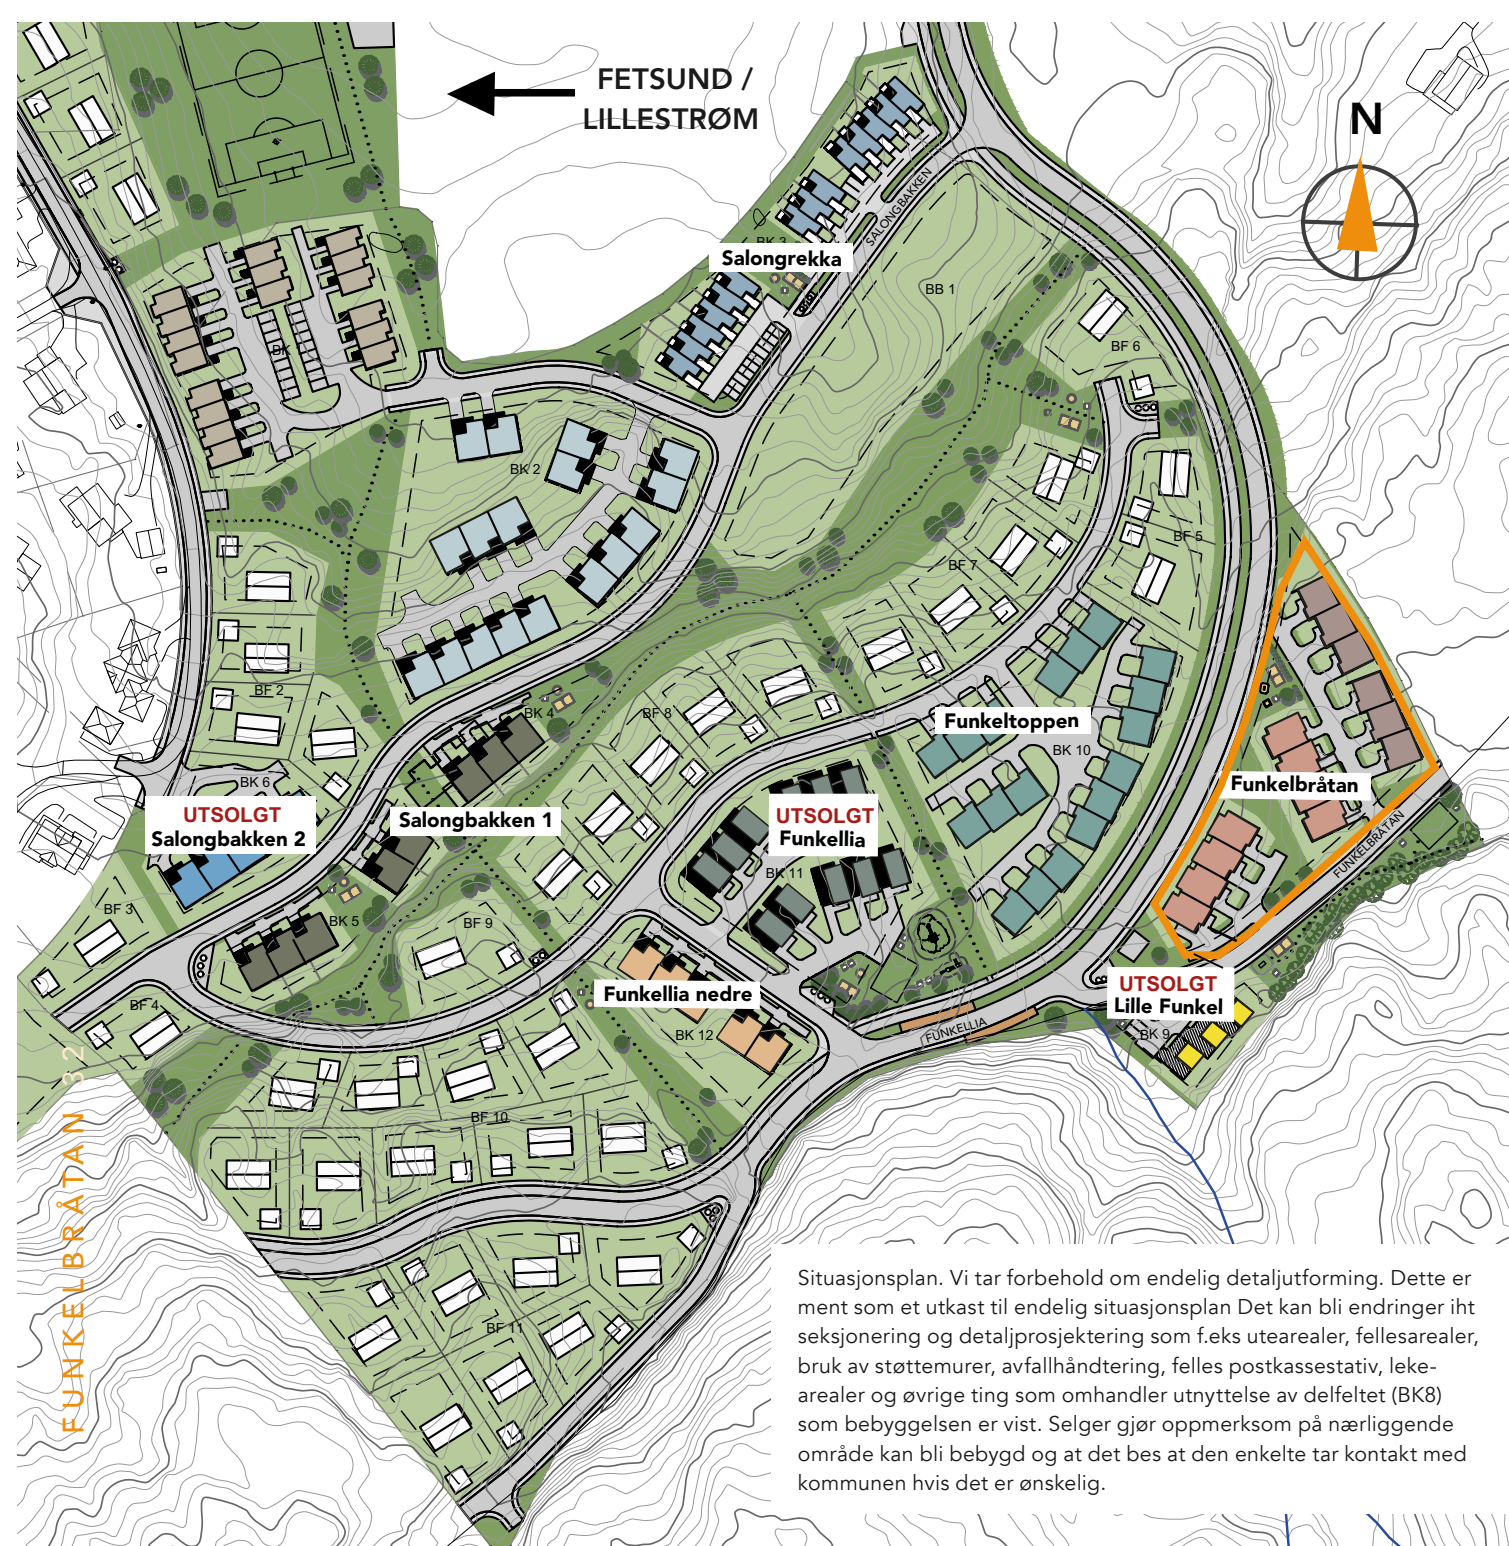 FETSUND /
LILLESTRØM
N
SALONGBAKKEN
BK 3
Salongrekka
BB 1
BF 6
BK
BK 2
BF 5
BF 7
BF 2
BK 4
BF 8
Funkeltoppen
BK 10
BK 6
UTSOLGT
Salongbakken 2
Salongbakken 1
UTSOLGT
Funkellia
Funkelbråtan
FUNKELBRÅTAN
BK 11
BF 3
BK 5
BF 9
Funkellia nedre
UTSOLGT
Lille Funkel
BF 4
BK 12
FUNKELLIA
BK 9
BF 10
BF 11
FUNKELBRÅTAN 32
Situasjonsplan. Vi tar forbehold om endelig detaljutforming. Dette er
ment som et utkast til endelig situasjonsplan Det kan bli endringer iht
seksjonering og detaljprosjektering som f.eks utearealer, fellesarealer,
bruk av støttemurer, avfallhåndtering, felles postkassestativ, leke-
arealer og øvrige ting som omhandler utnyttelse av delfeltet (BK8)
som bebyggelsen er vist. Selger gjør oppmerksom på nærliggende
område kan bli bebygd og at det bes at den enkelte tar kontakt med
kommunen hvis det er ønskelig.